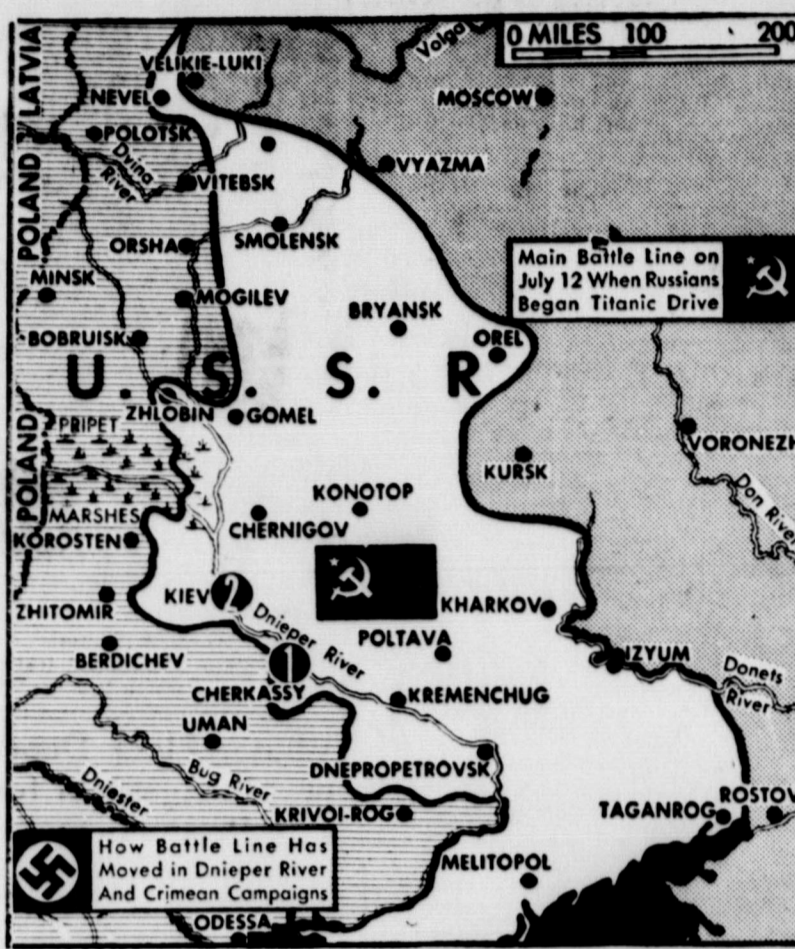 0 MILES 100 200
LATVIA
VELIKIE-LUKI
Volga
NEVEL
MOSCOW
POLOTSK
VYAZMA
Dvina
River
VITEBSK
POLAND
ORSHA
SMOLENSK
Main Battle Line on
July 12 When Russians
Began Titanic Drive
MINSK
MOGILEV
BRYANSK
BOBRUISK
OREL
U. S. S. R
ZHLOBIN
GOMEL
PRIPET
MARSHES
POLAND
VORONEZH
KURSK
Don River
KONOTOP
CHERNIGOV
KOROSTEN
KIEV 2
Dnieper River
ZHITOMIR
KHARKOV
POLTAVA
BERDICHEV
1
IZYUM
Donets
River
CHERKASSY
KREMENCHUG
UMAN
Bug River
DNEPROPETROVSK
Dniester
KRIVOI-ROG
TAGANROG
ROSTOV
How Battle Line Has
Moved in Dnieper River
And Crimean Campaigns
MELITOPOL
ODESSA